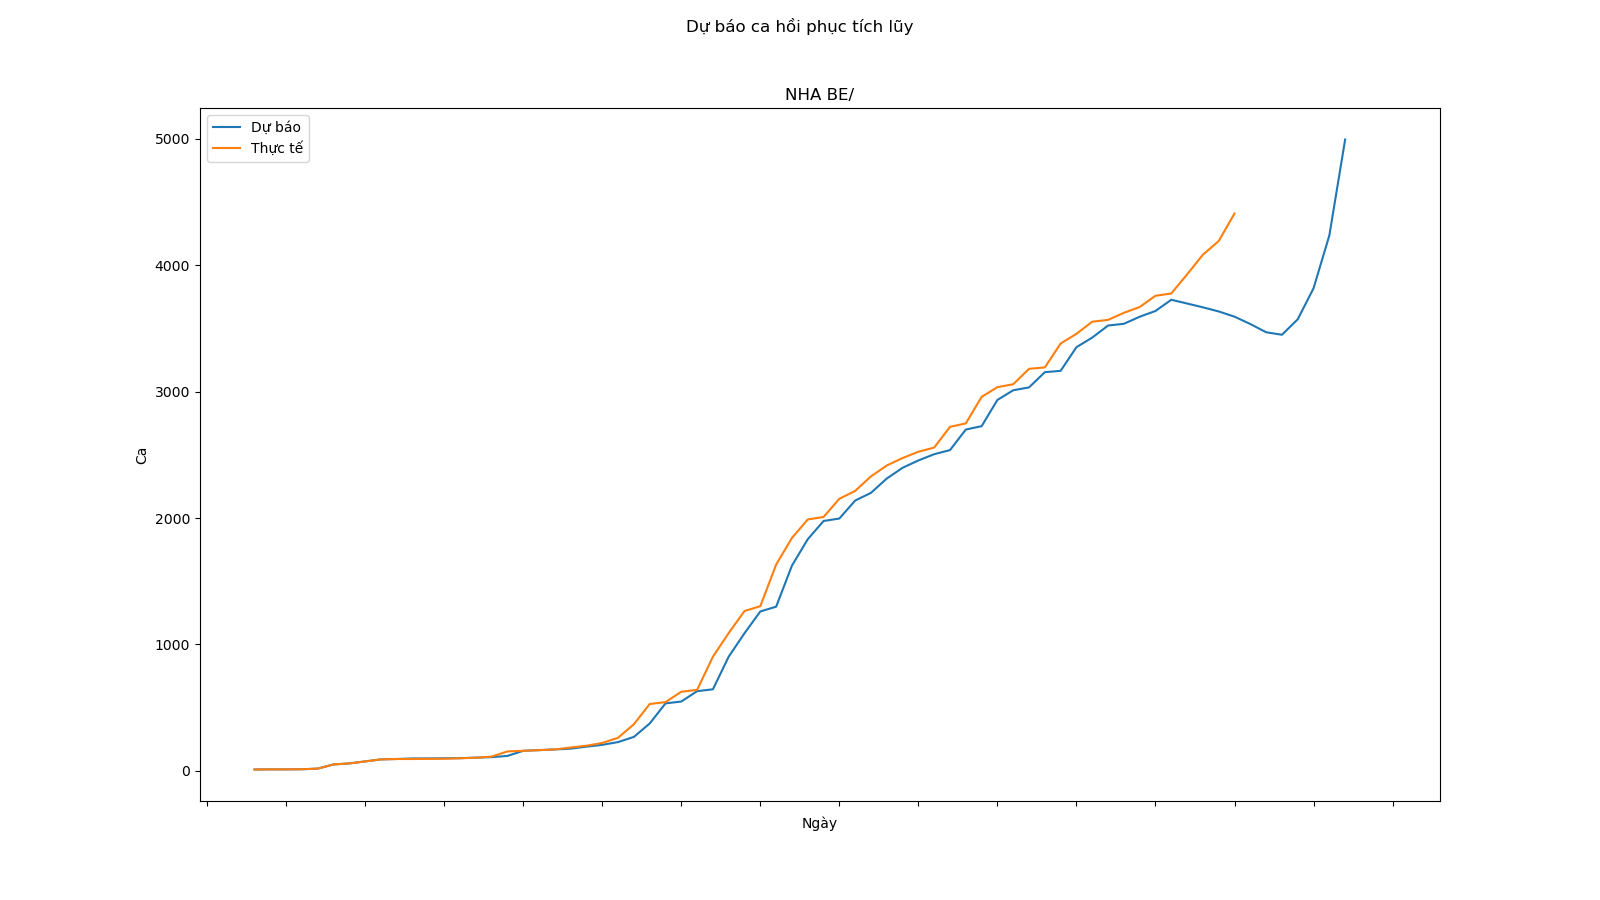 Dự báo ca hồi phục tích lũy
NHA BE/
Dự báo
Thực tế
5000
4000
3000
2000
1000
0
Ca
Ngày